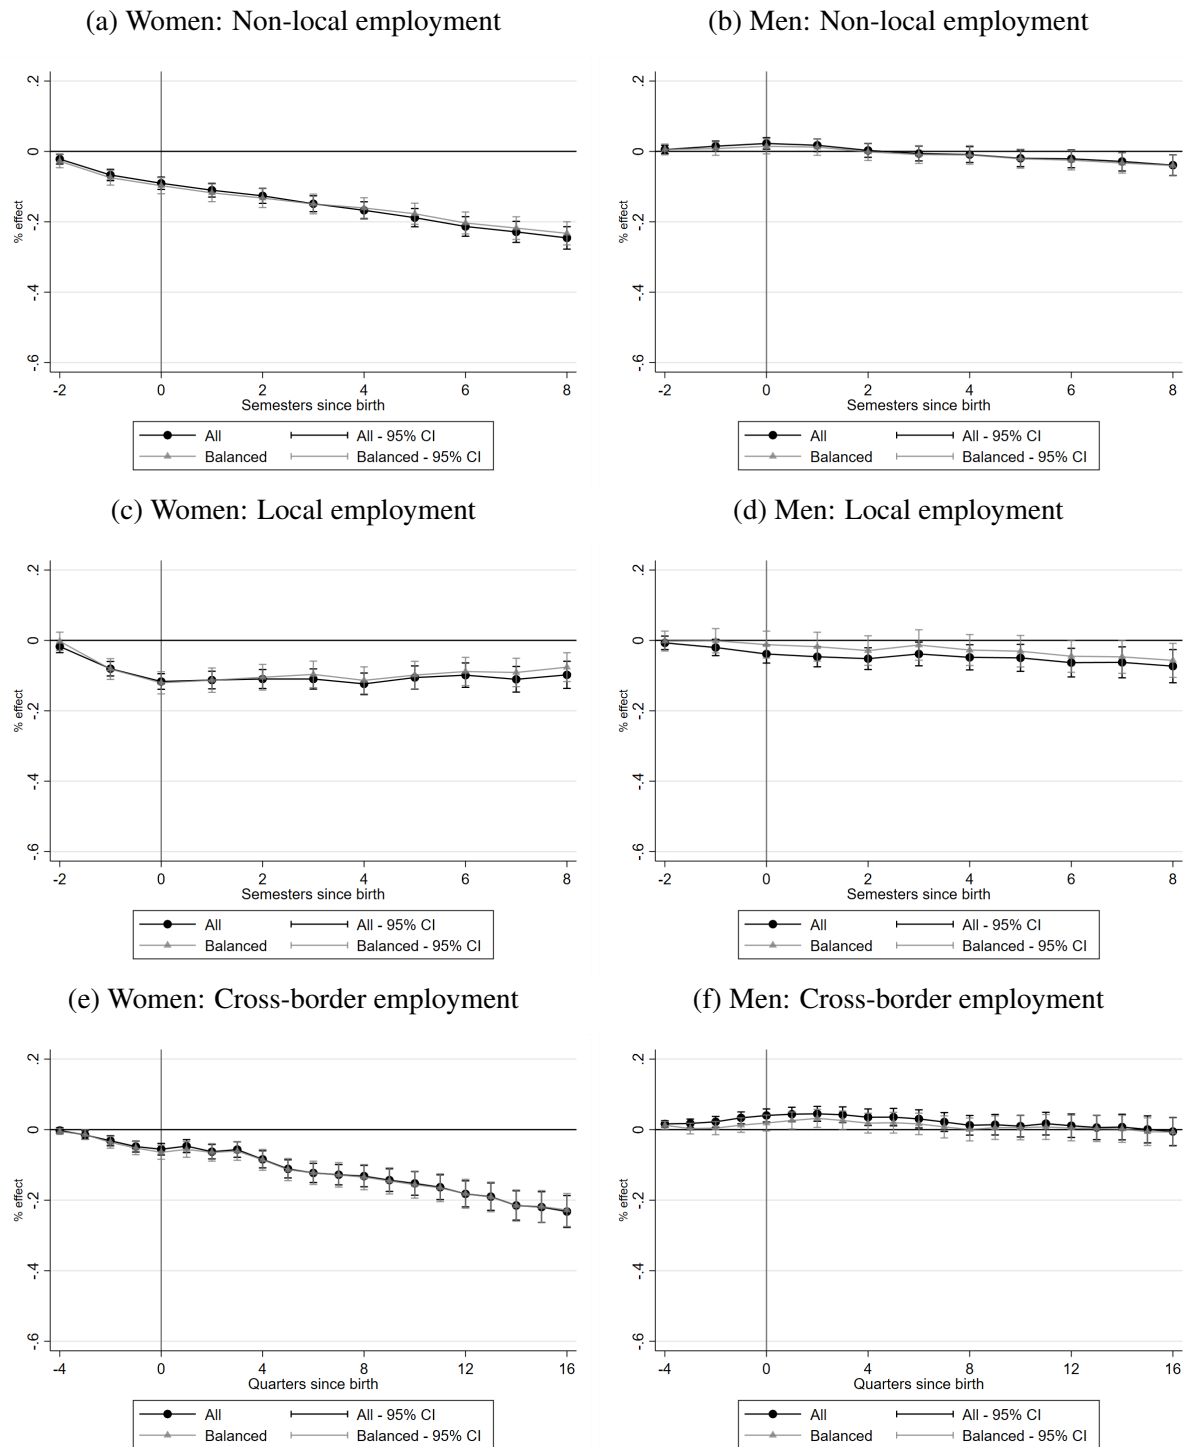 (a) Women: Non-local employment
.2
0
-.2
-.4
-.6
% effect
-2 0 2 4 6 8
Semesters since birth
All All - 95% CI
Balanced Balanced - 95% CI
(b) Men: Non-local employment
.2
0
-.2
-.4
-.6
% effect
-2 0 2 4 6 8
Semesters since birth
All All - 95% CI
Balanced Balanced - 95% CI
(c) Women: Local employment
.2
0
-.2
-.4
-.6
% effect
-2 0 2 4 6 8
Semesters since birth
All All - 95% CI
Balanced Balanced - 95% CI
(d) Men: Local employment
.2
0
-.2
-.4
-.6
% effect
-2 0 2 4 6 8
Semesters since birth
All All - 95% CI
Balanced Balanced - 95% CI
(e) Women: Cross-border employment
.2
0
-.2
-.4
-.6
% effect
-4 0 4 8 12 16
Quarters since birth
All All - 95% CI
Balanced Balanced - 95% CI
(f) Men: Cross-border employment
.2
0
-.2
-.4
-.6
% effect
-4 0 4 8 12 16
Quarters since birth
All All - 95% CI
Balanced Balanced - 95% CI